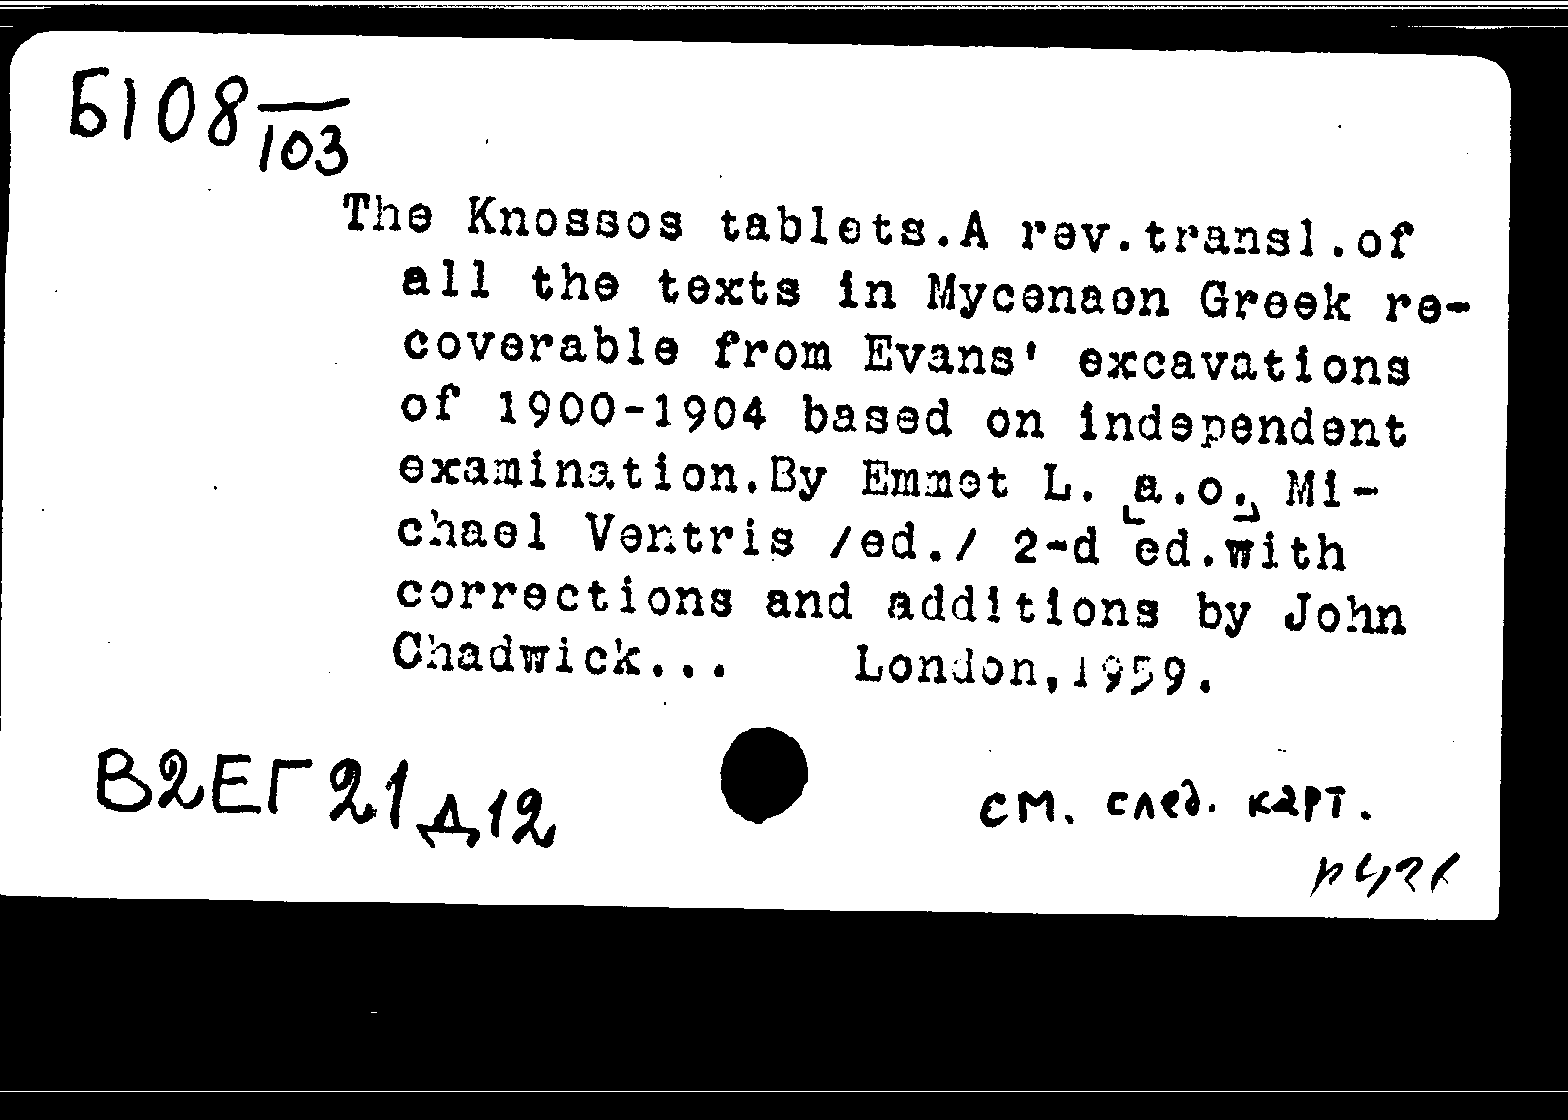 Б108/103
The Knossos tablets.A rev.transl.of
all the texts in Mycenaen Greek re-
coverable from Evans' excavations
of 1900-1904 based on independent
examination.By Emmet L. [a.o.] Mi-
chael Ventris /ed./ 2-d ed.with
corrections and additions by John
Chadwick... London,1959.
В2ЕГ21д12
см. след. карт.